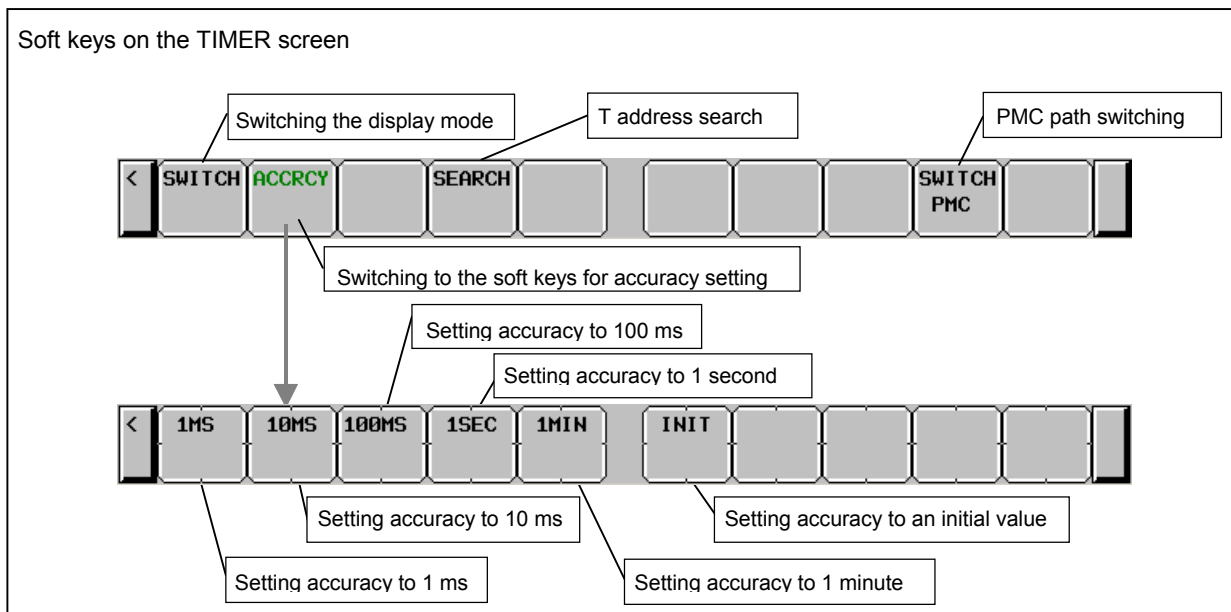 Soft keys on the TIMER screen
Switching the display mode
T address search
PMC path switching
< SWITCH ACCRCY SEARCH SWITCH PMC
Switching to the soft keys for accuracy setting
Setting accuracy to 100 ms
Setting accuracy to 1 second
< 1MS 10MS 100MS 1SEC 1MIN INIT
Setting accuracy to 10 ms
Setting accuracy to an initial value
Setting accuracy to 1 ms
Setting accuracy to 1 minute